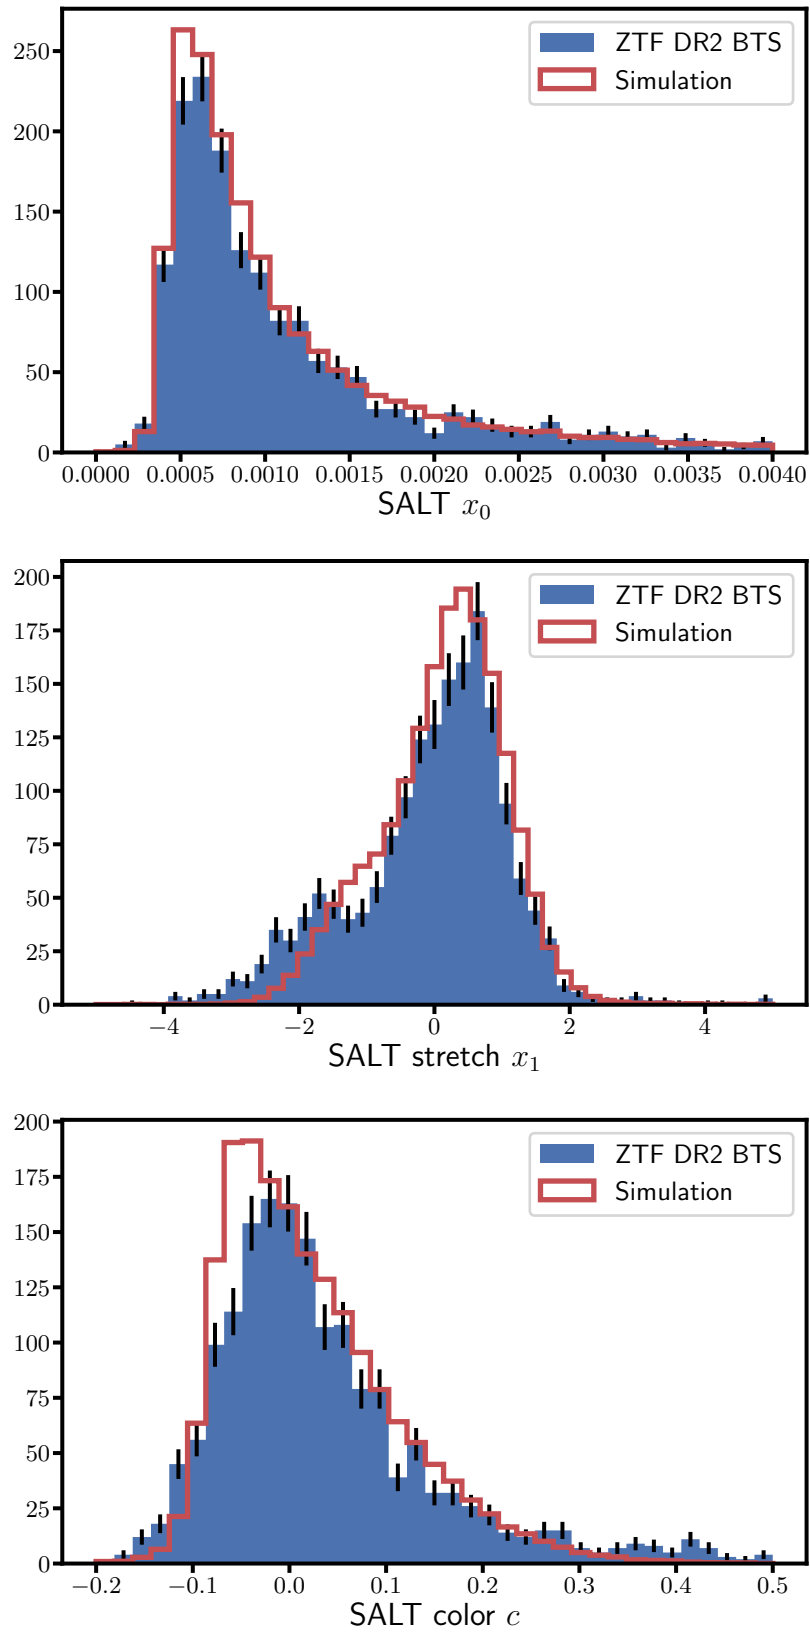 250
200
150
100
50
0
ZTF DR2 BTS
Simulation
0.0000 0.0005 0.0010 0.0015 0.0020 0.0025 0.0030 0.0035 0.0040
SALT x₀
200
175
150
125
100
75
50
25
0
ZTF DR2 BTS
Simulation
−4 −2 0 2 4
SALT stretch x₁
200
175
150
125
100
75
50
25
0
ZTF DR2 BTS
Simulation
−0.2 −0.1 0.0 0.1 0.2 0.3 0.4 0.5
SALT color c